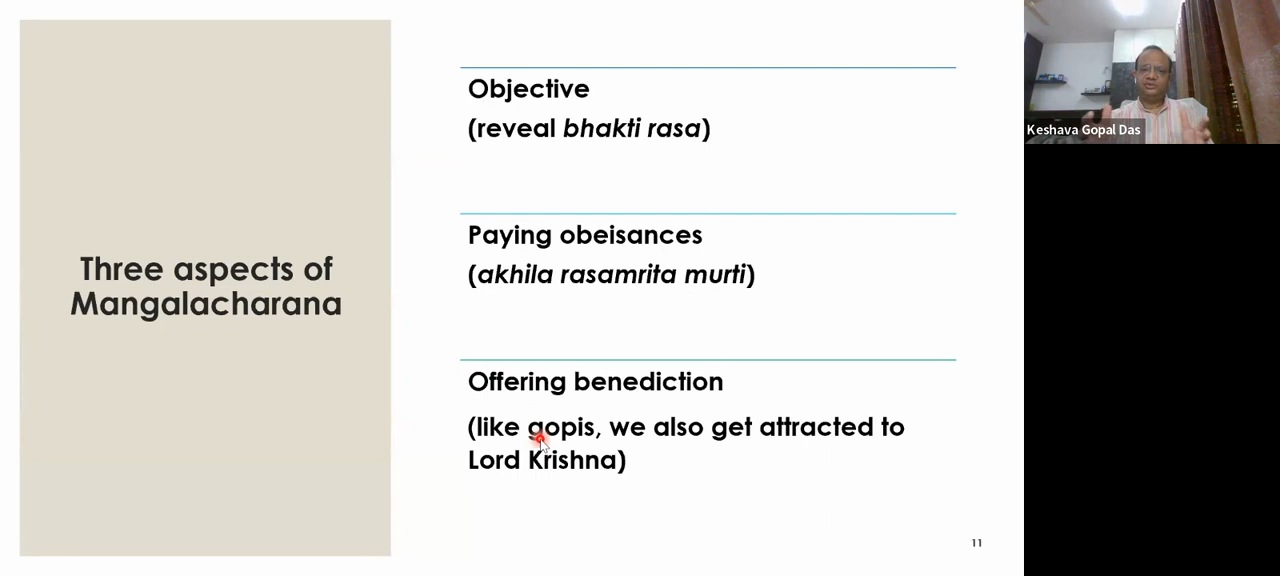 Three aspects of
Mangalacharana
Objective
(reveal bhakti rasa)
Paying obeisances
(akhila rasamrita murti)
Offering benediction
(like gopis, we also get attracted to
Lord Krishna)
11
Keshava Gopal Das